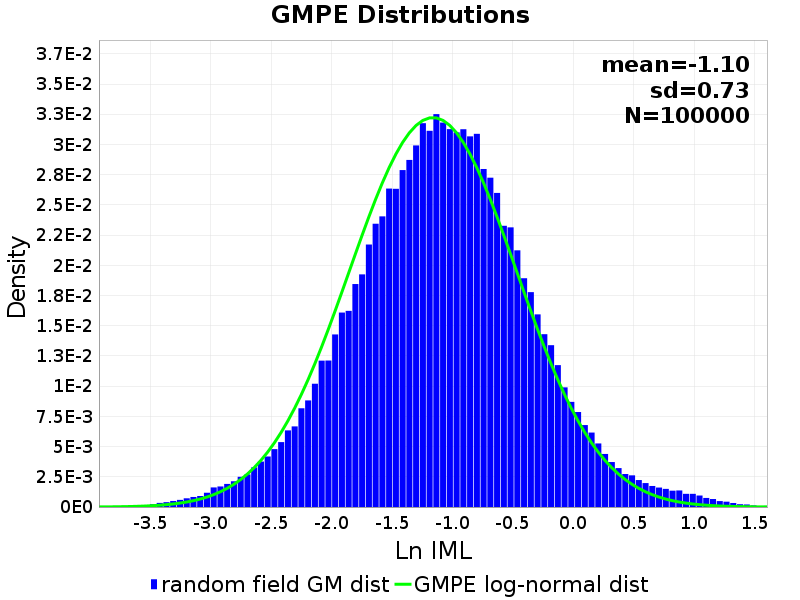 GMPE Distributions
mean=-1.10
sd=0.73
N=100000
3.7E-2
3.5E-2
3.3E-2
3E-2
2.8E-2
2.5E-2
2.2E-2
2E-2
1.8E-2
1.5E-2
1.3E-2
1E-2
7.5E-3
5E-3
2.5E-3
0E0
Density
-3.5 -3.0 -2.5 -2.0 -1.5 -1.0 -0.5 0.0 0.5 1.0 1.5
Ln IML
random field GM dist GMPE log-normal dist